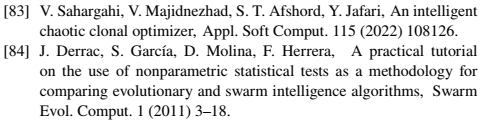 [83] V. Sahargahi, V. Majidnezhad, S. T. Afshord, Y. Jafari, An intelligent
chaotic clonal optimizer, Appl. Soft Comput. 115 (2022) 108126.
[84] J. Derrac, S. García, D. Molina, F. Herrera, A practical tutorial
on the use of nonparametric statistical tests as a methodology for
comparing evolutionary and swarm intelligence algorithms, Swarm
Evol. Comput. 1 (2011) 3–18.